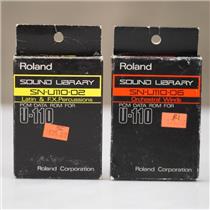 Roland
SOUND LIBRARY
SN-U110-02
Latin & F.X. Percussions
PCM DATA ROM FOR
U-110
Roland Corporation
Roland
SOUND LIBRARY
SN-U110-06
Orchestral Winds
PCM DATA ROM FOR
U-110
Roland Corporation